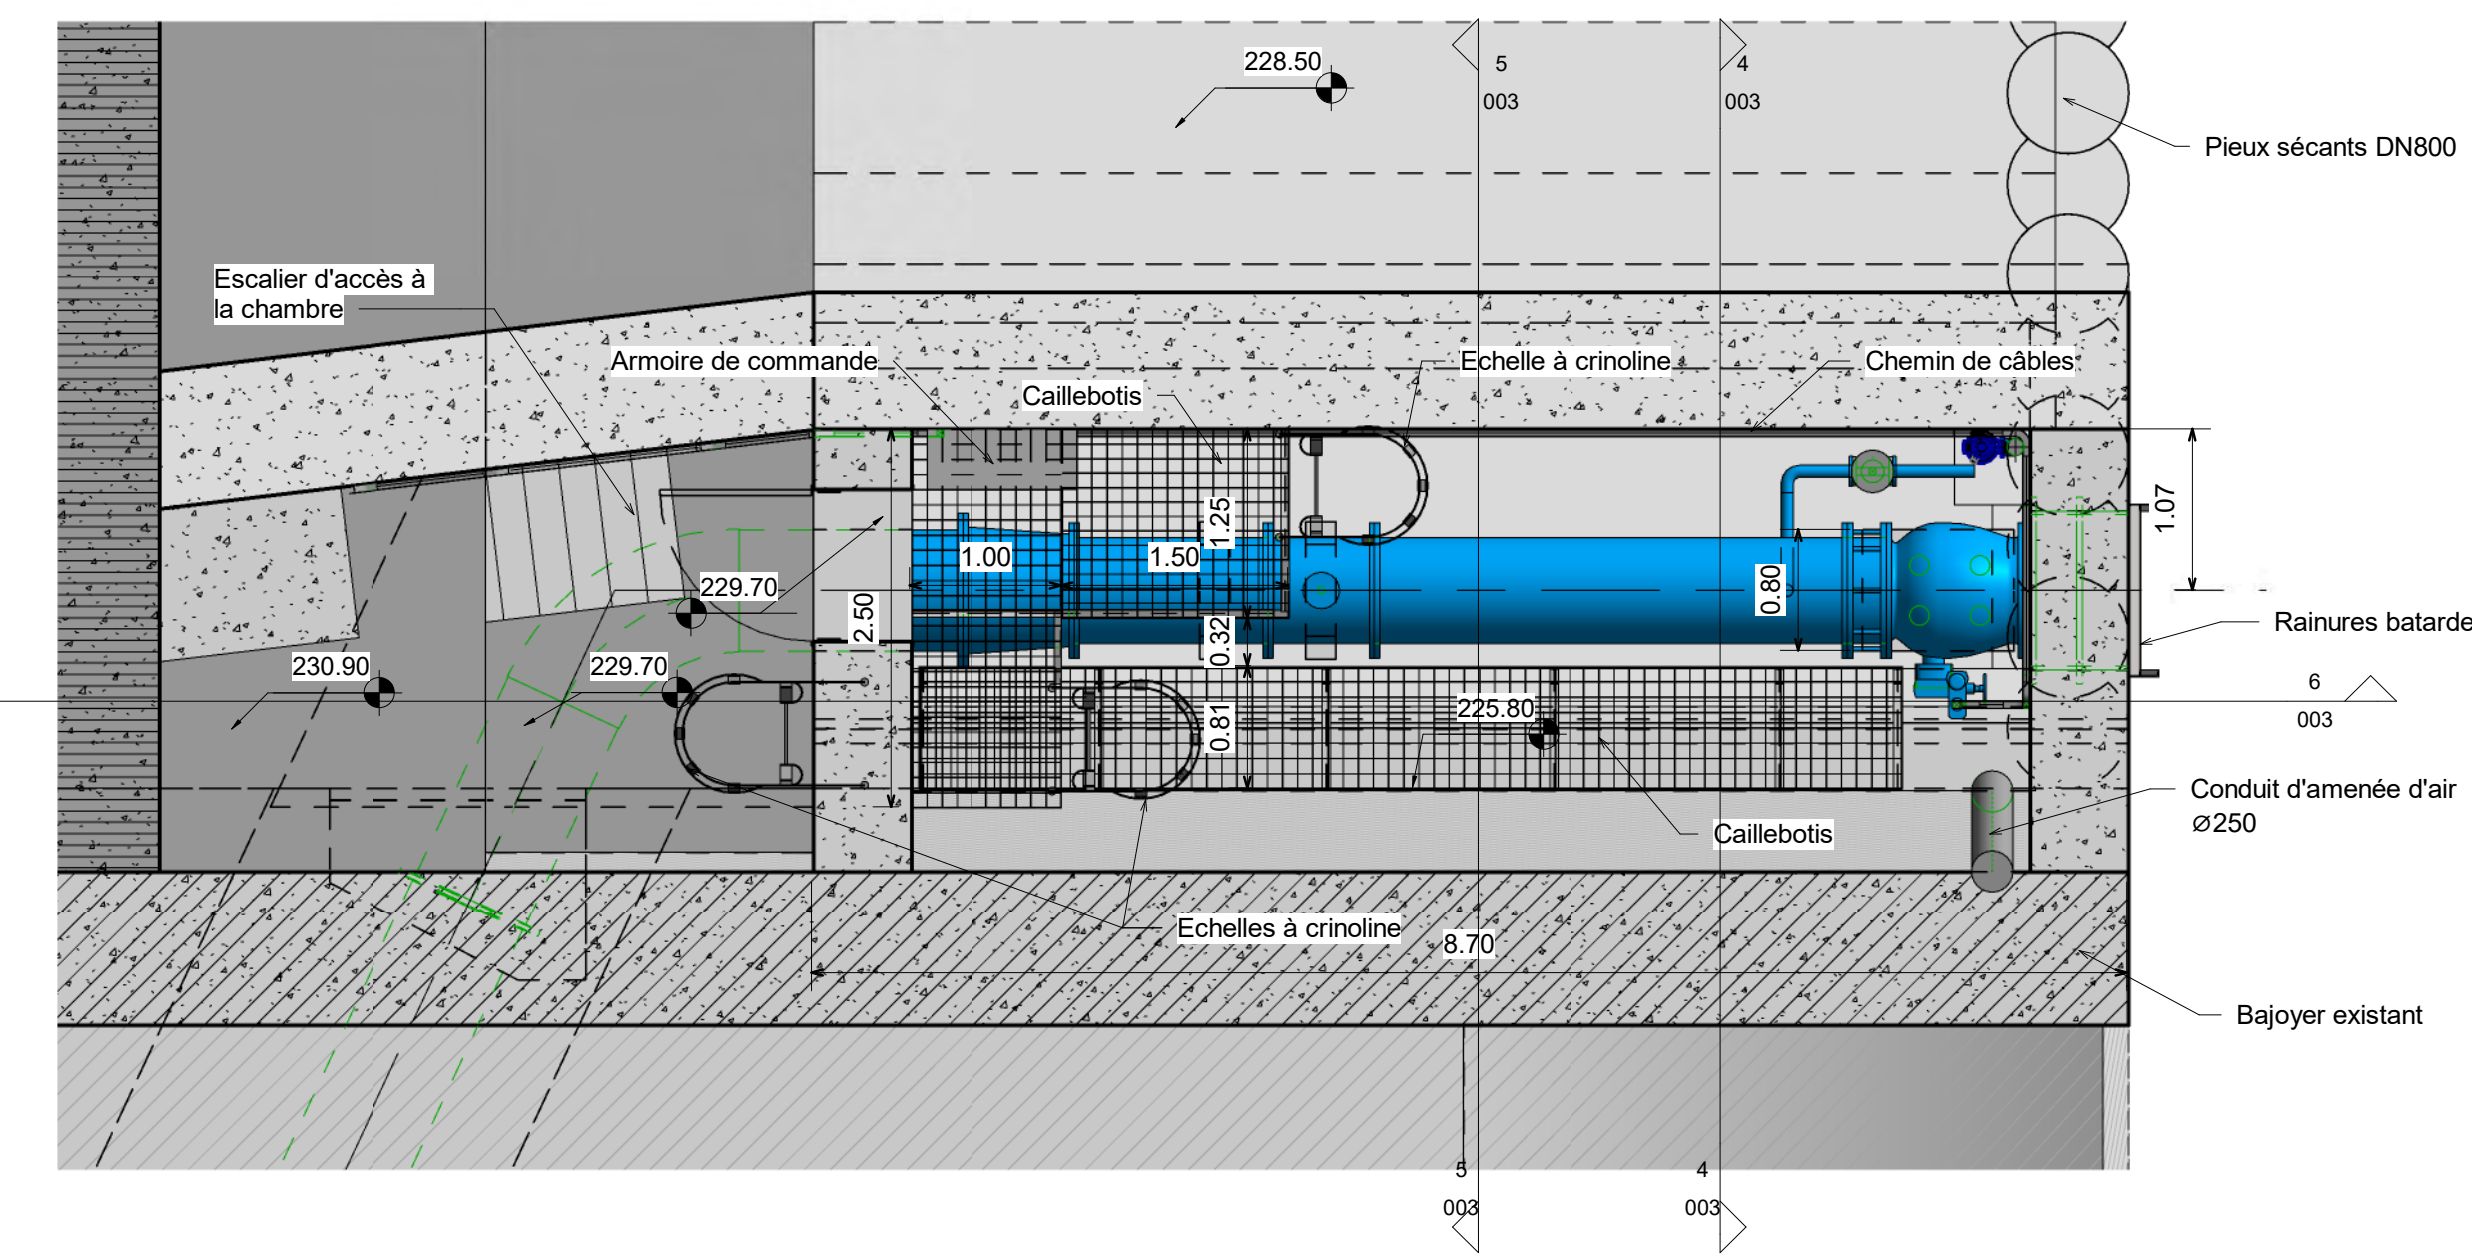 228.50
5
003
4
003
Pieux sécants DN800
Escalier d'accès à
la chambre
Armoire de commande
Echelle à crinoline
Chemin de câbles
Caillebotis
1.25
1.07
1.00
1.50
229.70
0.80
2.50
0.32
Rainures batarde
230.90
229.70
225.80
0.81
6
003
Conduit d'amenée d'air
Ø250
Caillebotis
Echelles à crinoline
8.70
Bajoyer existant
5
003
4
003